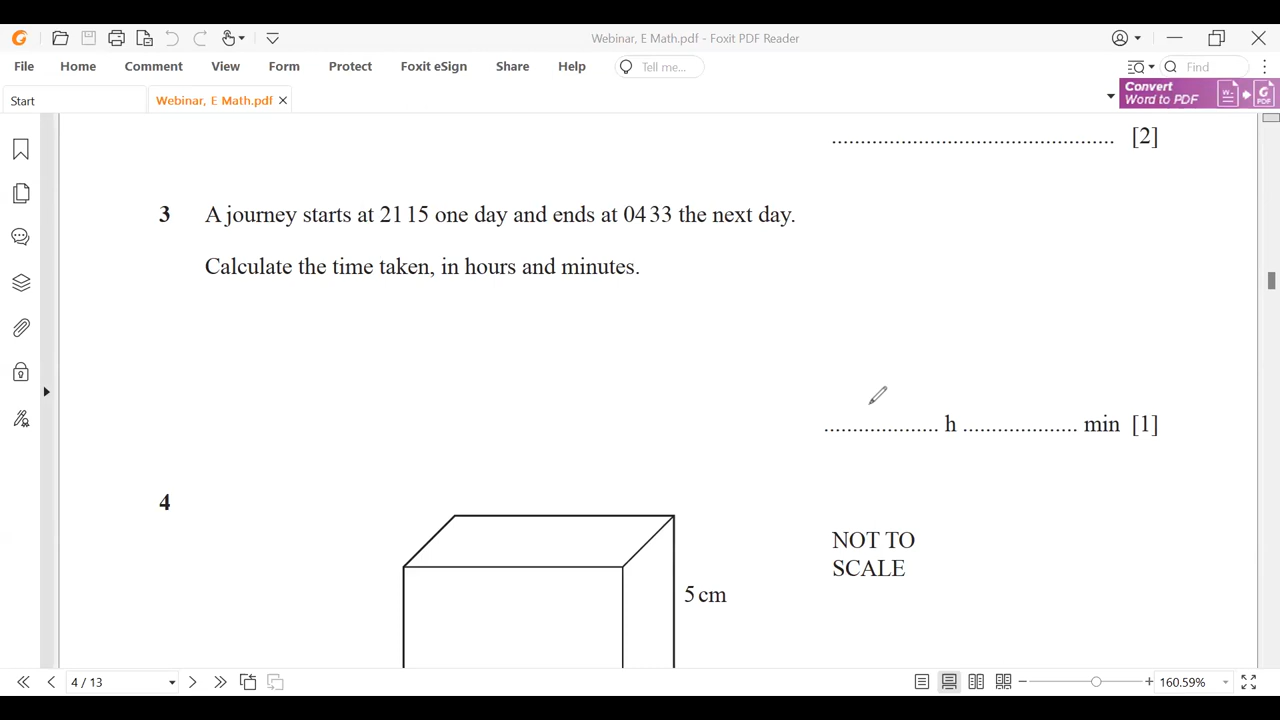 Webinar, E Math.pdf - Foxit PDF Reader
File Home Comment View Form Protect Foxit eSign Share Help Tell me... Find
Start Webinar, E Math.pdf Convert Word to PDF
.................................................. [2]
3 A journey starts at 21 15 one day and ends at 04 33 the next day.
Calculate the time taken, in hours and minutes.
.................... h .................... min [1]
4
NOT TO
SCALE
5 cm
4 / 13 160.59%